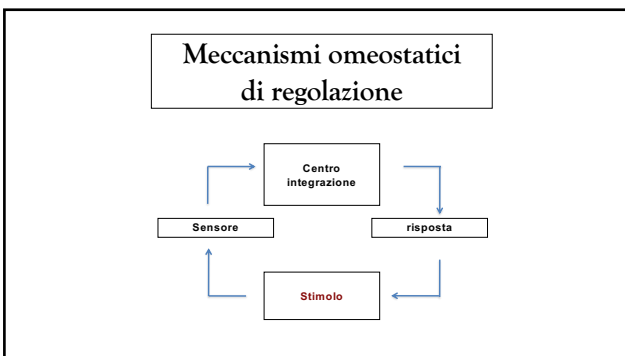 Meccanismi omeostatici
di regolazione
Centro
integrazione
Sensore
risposta
Stimolo